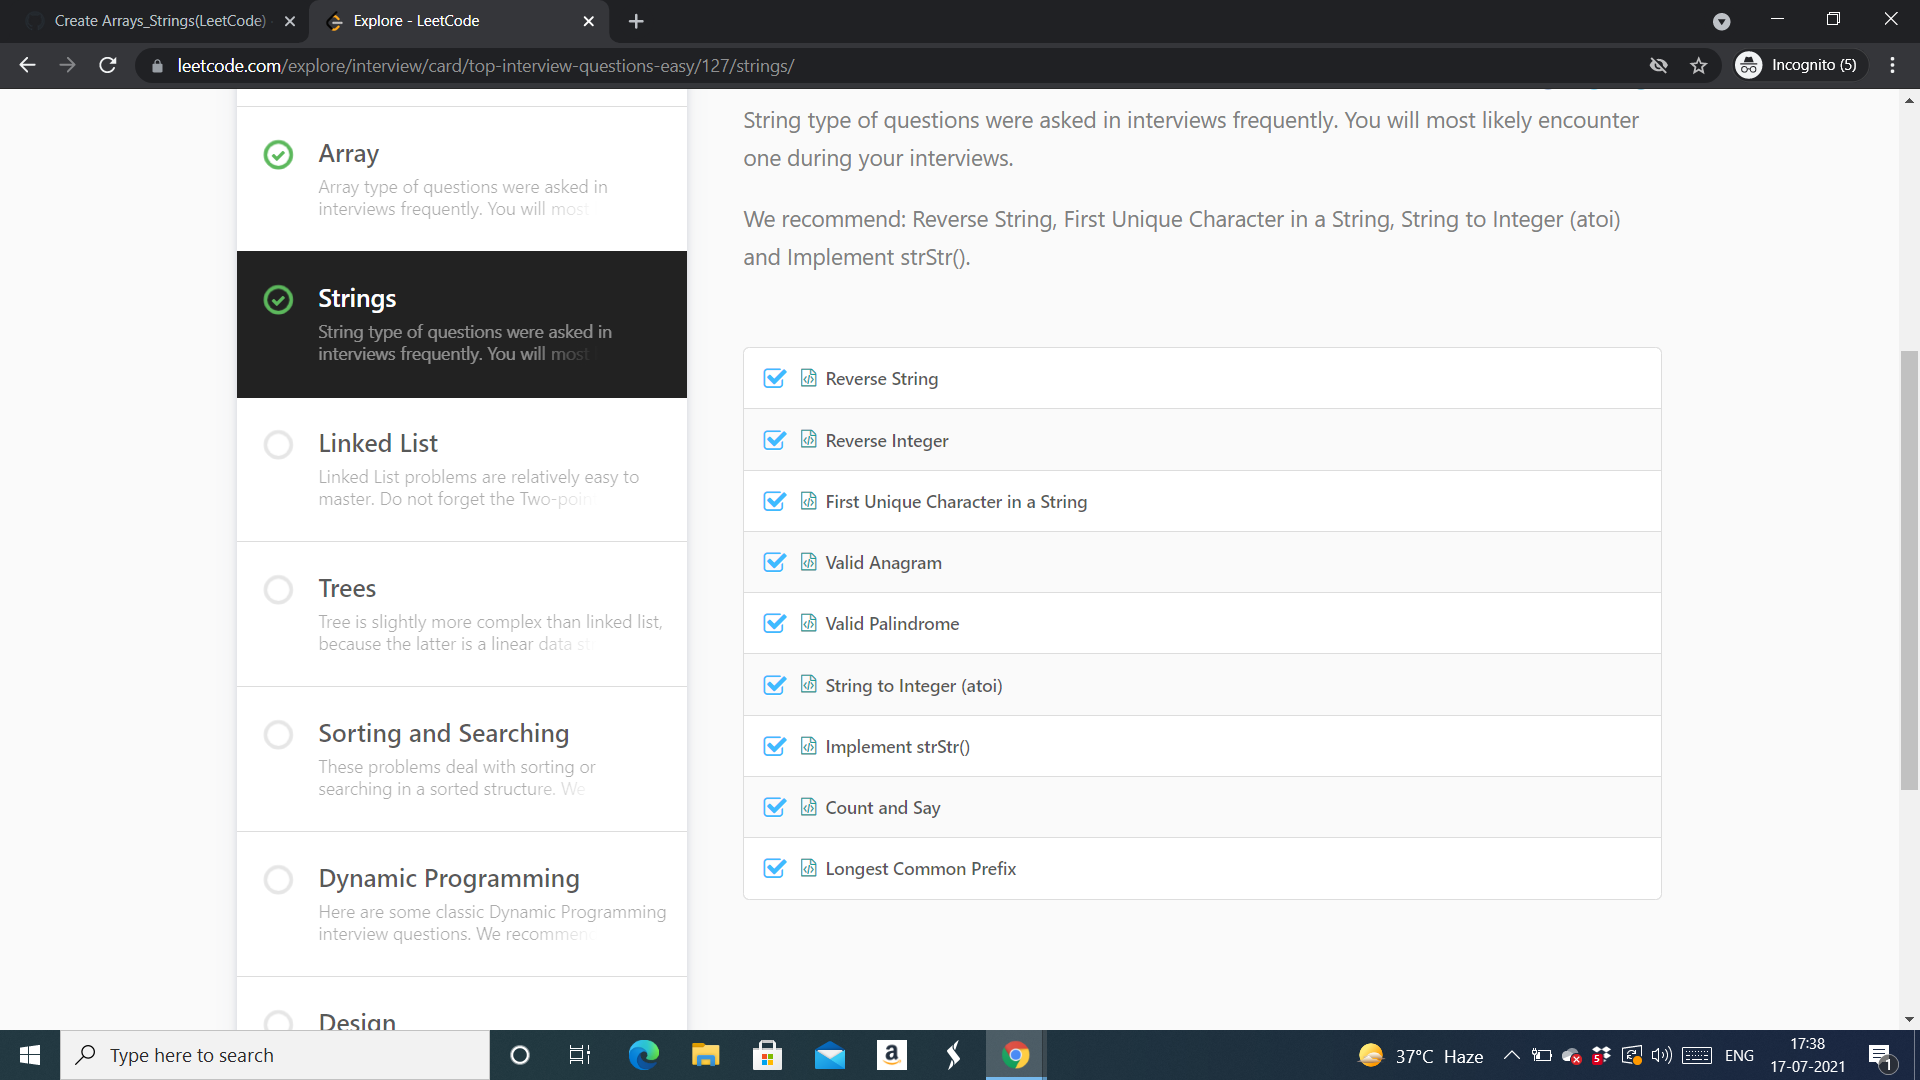 Create Arrays_Strings(LeetCode)
Explore - LeetCode
leetcode.com/explore/interview/card/top-interview-questions-easy/127/strings/
Incognito (5)
Array
Array type of questions were asked in
interviews frequently. You will most
Strings
String type of questions were asked in
interviews frequently. You will most
Linked List
Linked List problems are relatively easy to
master. Do not forget the Two-poin
Trees
Tree is slightly more complex than linked list,
because the latter is a linear data st
Sorting and Searching
These problems deal with sorting or
searching in a sorted structure. We
Dynamic Programming
Here are some classic Dynamic Programming
interview questions. We recommen
Design
String type of questions were asked in interviews frequently. You will most likely encounter
one during your interviews.
We recommend: Reverse String, First Unique Character in a String, String to Integer (atoi)
and Implement strStr().
Reverse String
Reverse Integer
First Unique Character in a String
Valid Anagram
Valid Palindrome
String to Integer (atoi)
Implement strStr()
Count and Say
Longest Common Prefix
Type here to search
37°C Haze
ENG
17:38
17-07-2021
1